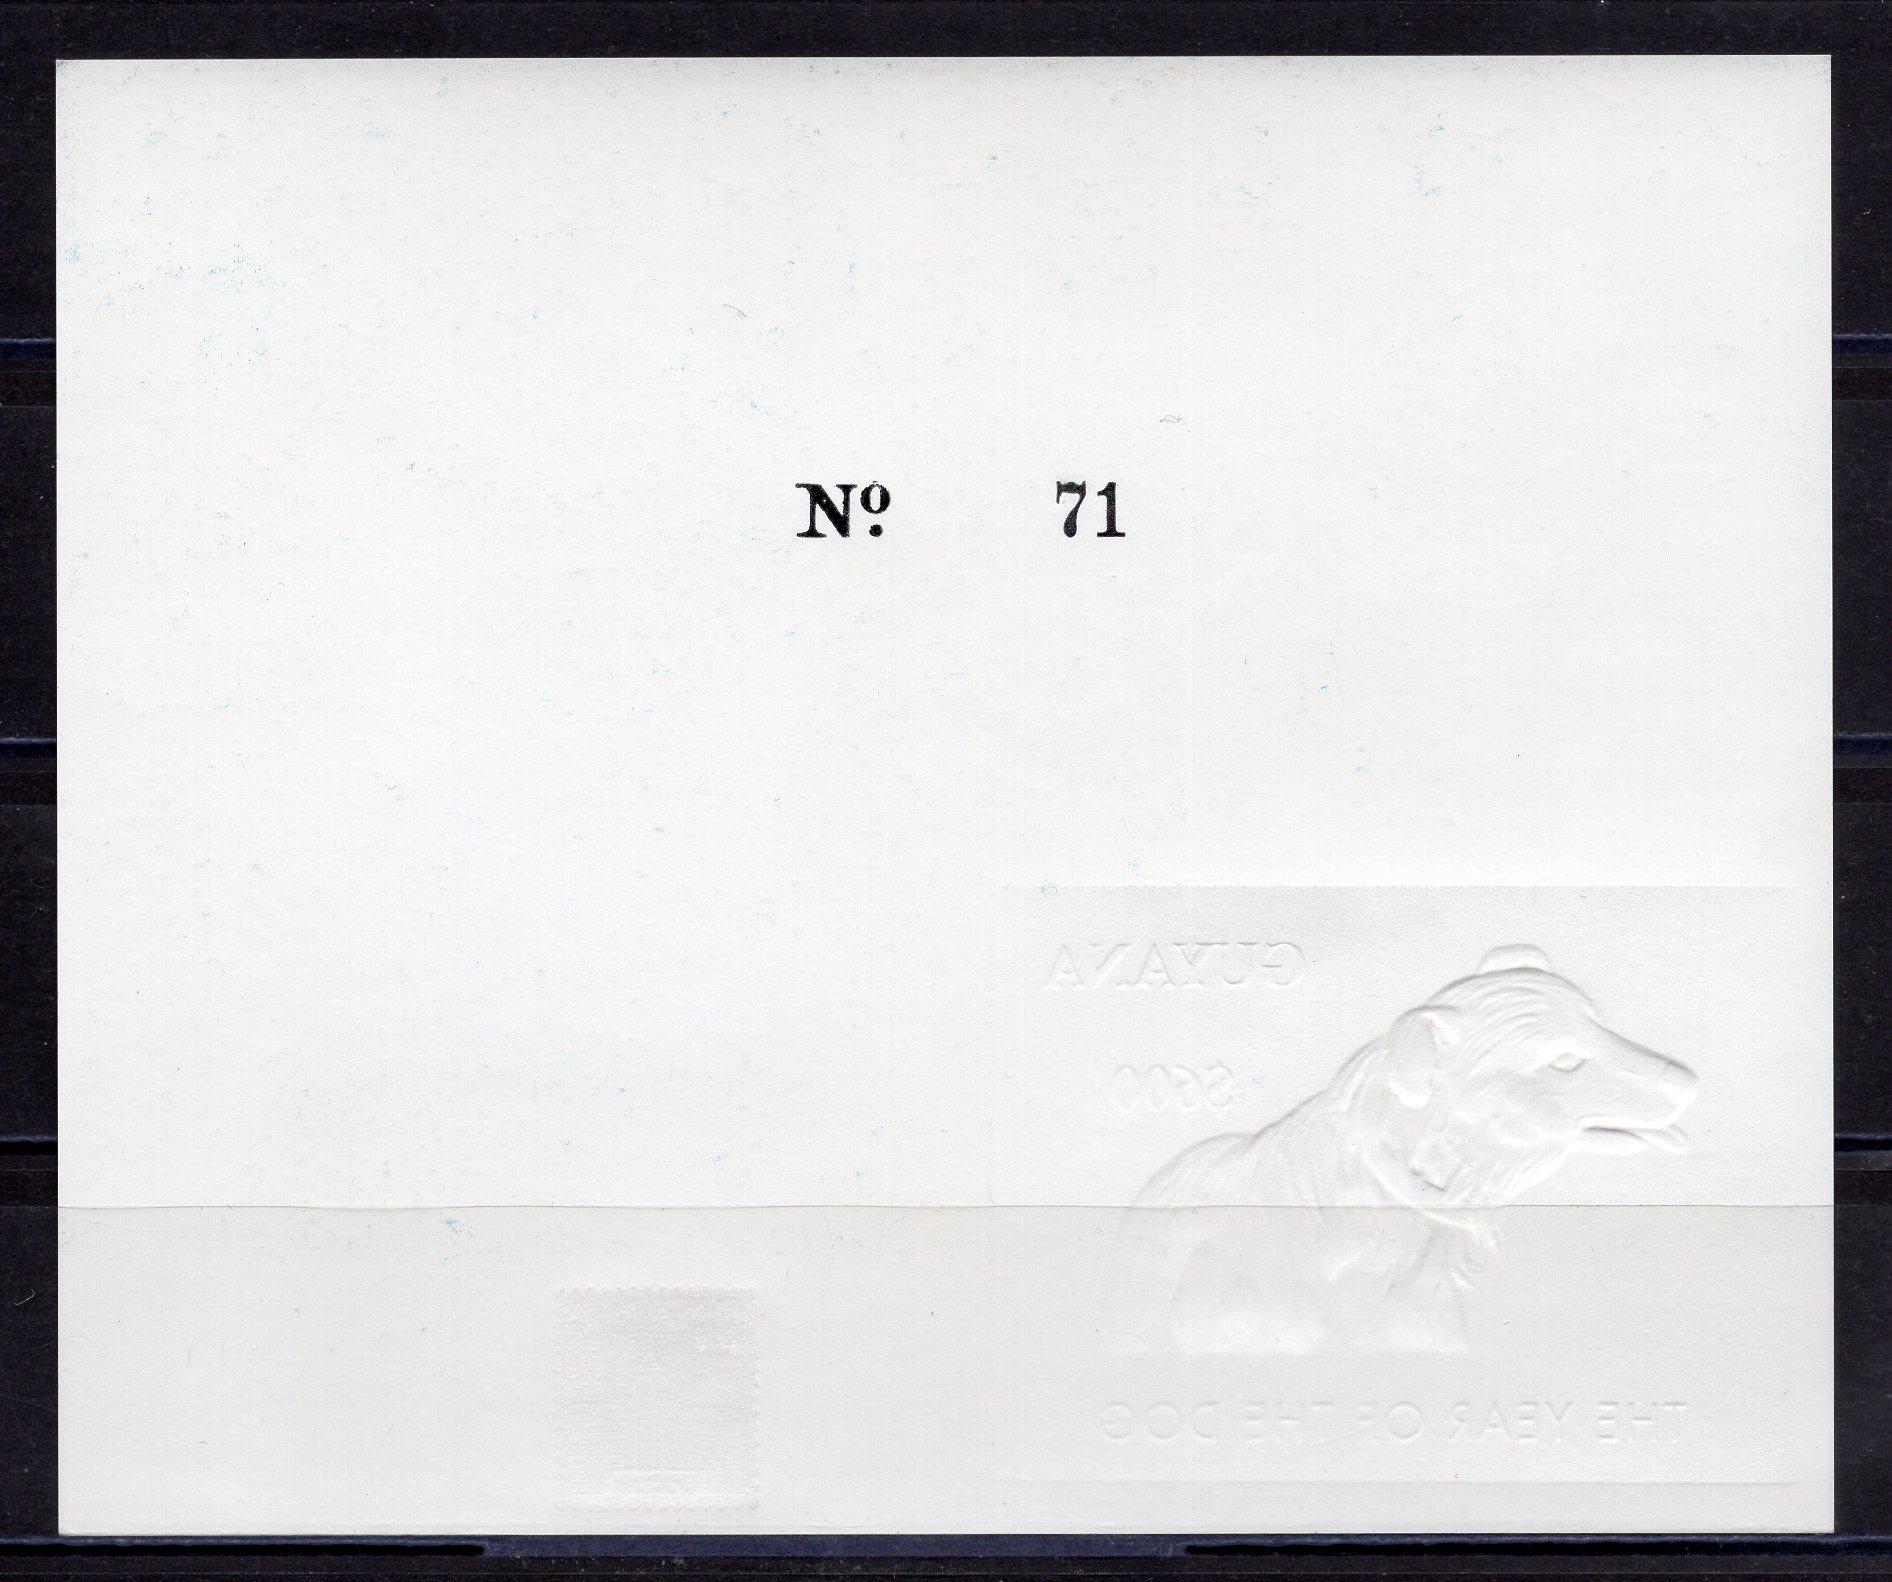 Nº. 71
GUYANA
$600
THE YEAR OF THE DOG